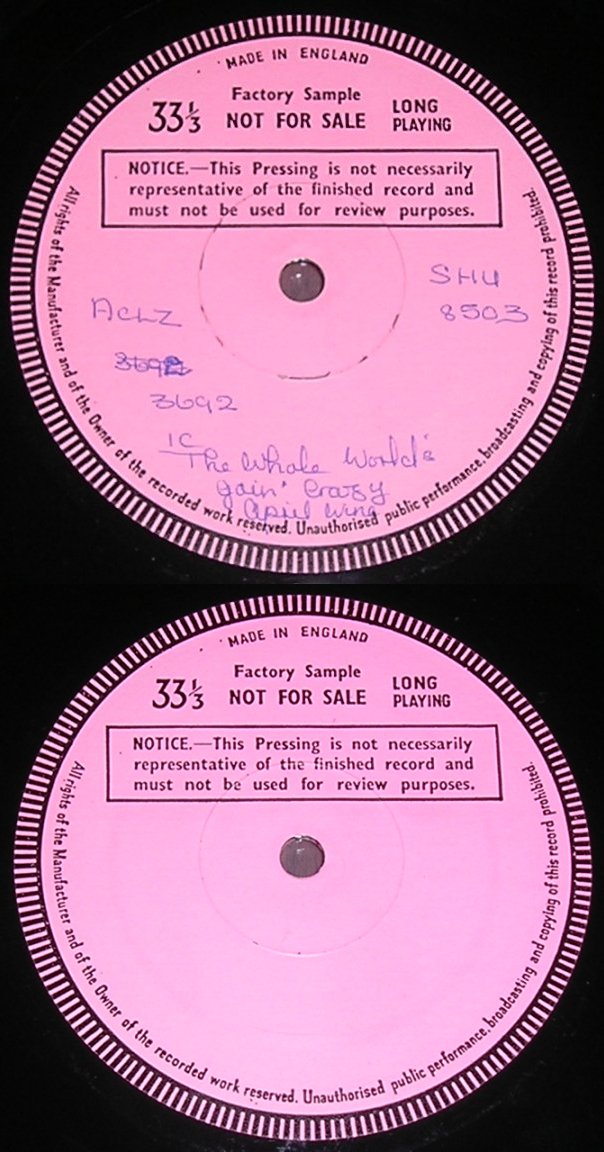 MADE IN ENGLAND
Factory Sample
33⅓ NOT FOR SALE LONG PLAYING
NOTICE.—This Pressing is not necessarily
representative of the finished record and
must not be used for review purposes.
SHU
8503
ACLZ
3692
3692
1C
The Whole World's
goin' Crazy
April Wing
All rights of the Manufacturer and of the Owner of the recorded work reserved. Unauthorised public performance, broadcasting and copying of this record prohibited.
MADE IN ENGLAND
Factory Sample
33⅓ NOT FOR SALE LONG PLAYING
NOTICE.—This Pressing is not necessarily
representative of the finished record and
must not be used for review purposes.
All rights of the Manufacturer and of the Owner of the recorded work reserved. Unauthorised public performance, broadcasting and copying of this record prohibited.